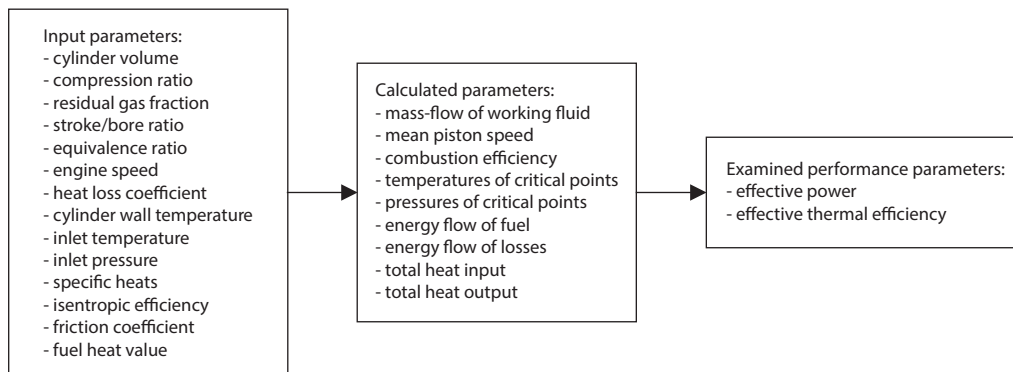 Input parameters:
- cylinder volume
- compression ratio
- residual gas fraction
- stroke/bore ratio
- equivalence ratio
- engine speed
- heat loss coefficient
- cylinder wall temperature
- inlet temperature
- inlet pressure
- specific heats
- isentropic efficiency
- friction coefficient
- fuel heat value
Calculated parameters:
- mass-flow of working fluid
- mean piston speed
- combustion efficiency
- temperatures of critical points
- pressures of critical points
- energy flow of fuel
- energy flow of losses
- total heat input
- total heat output
Examined performance parameters:
- effective power
- effective thermal efficiency